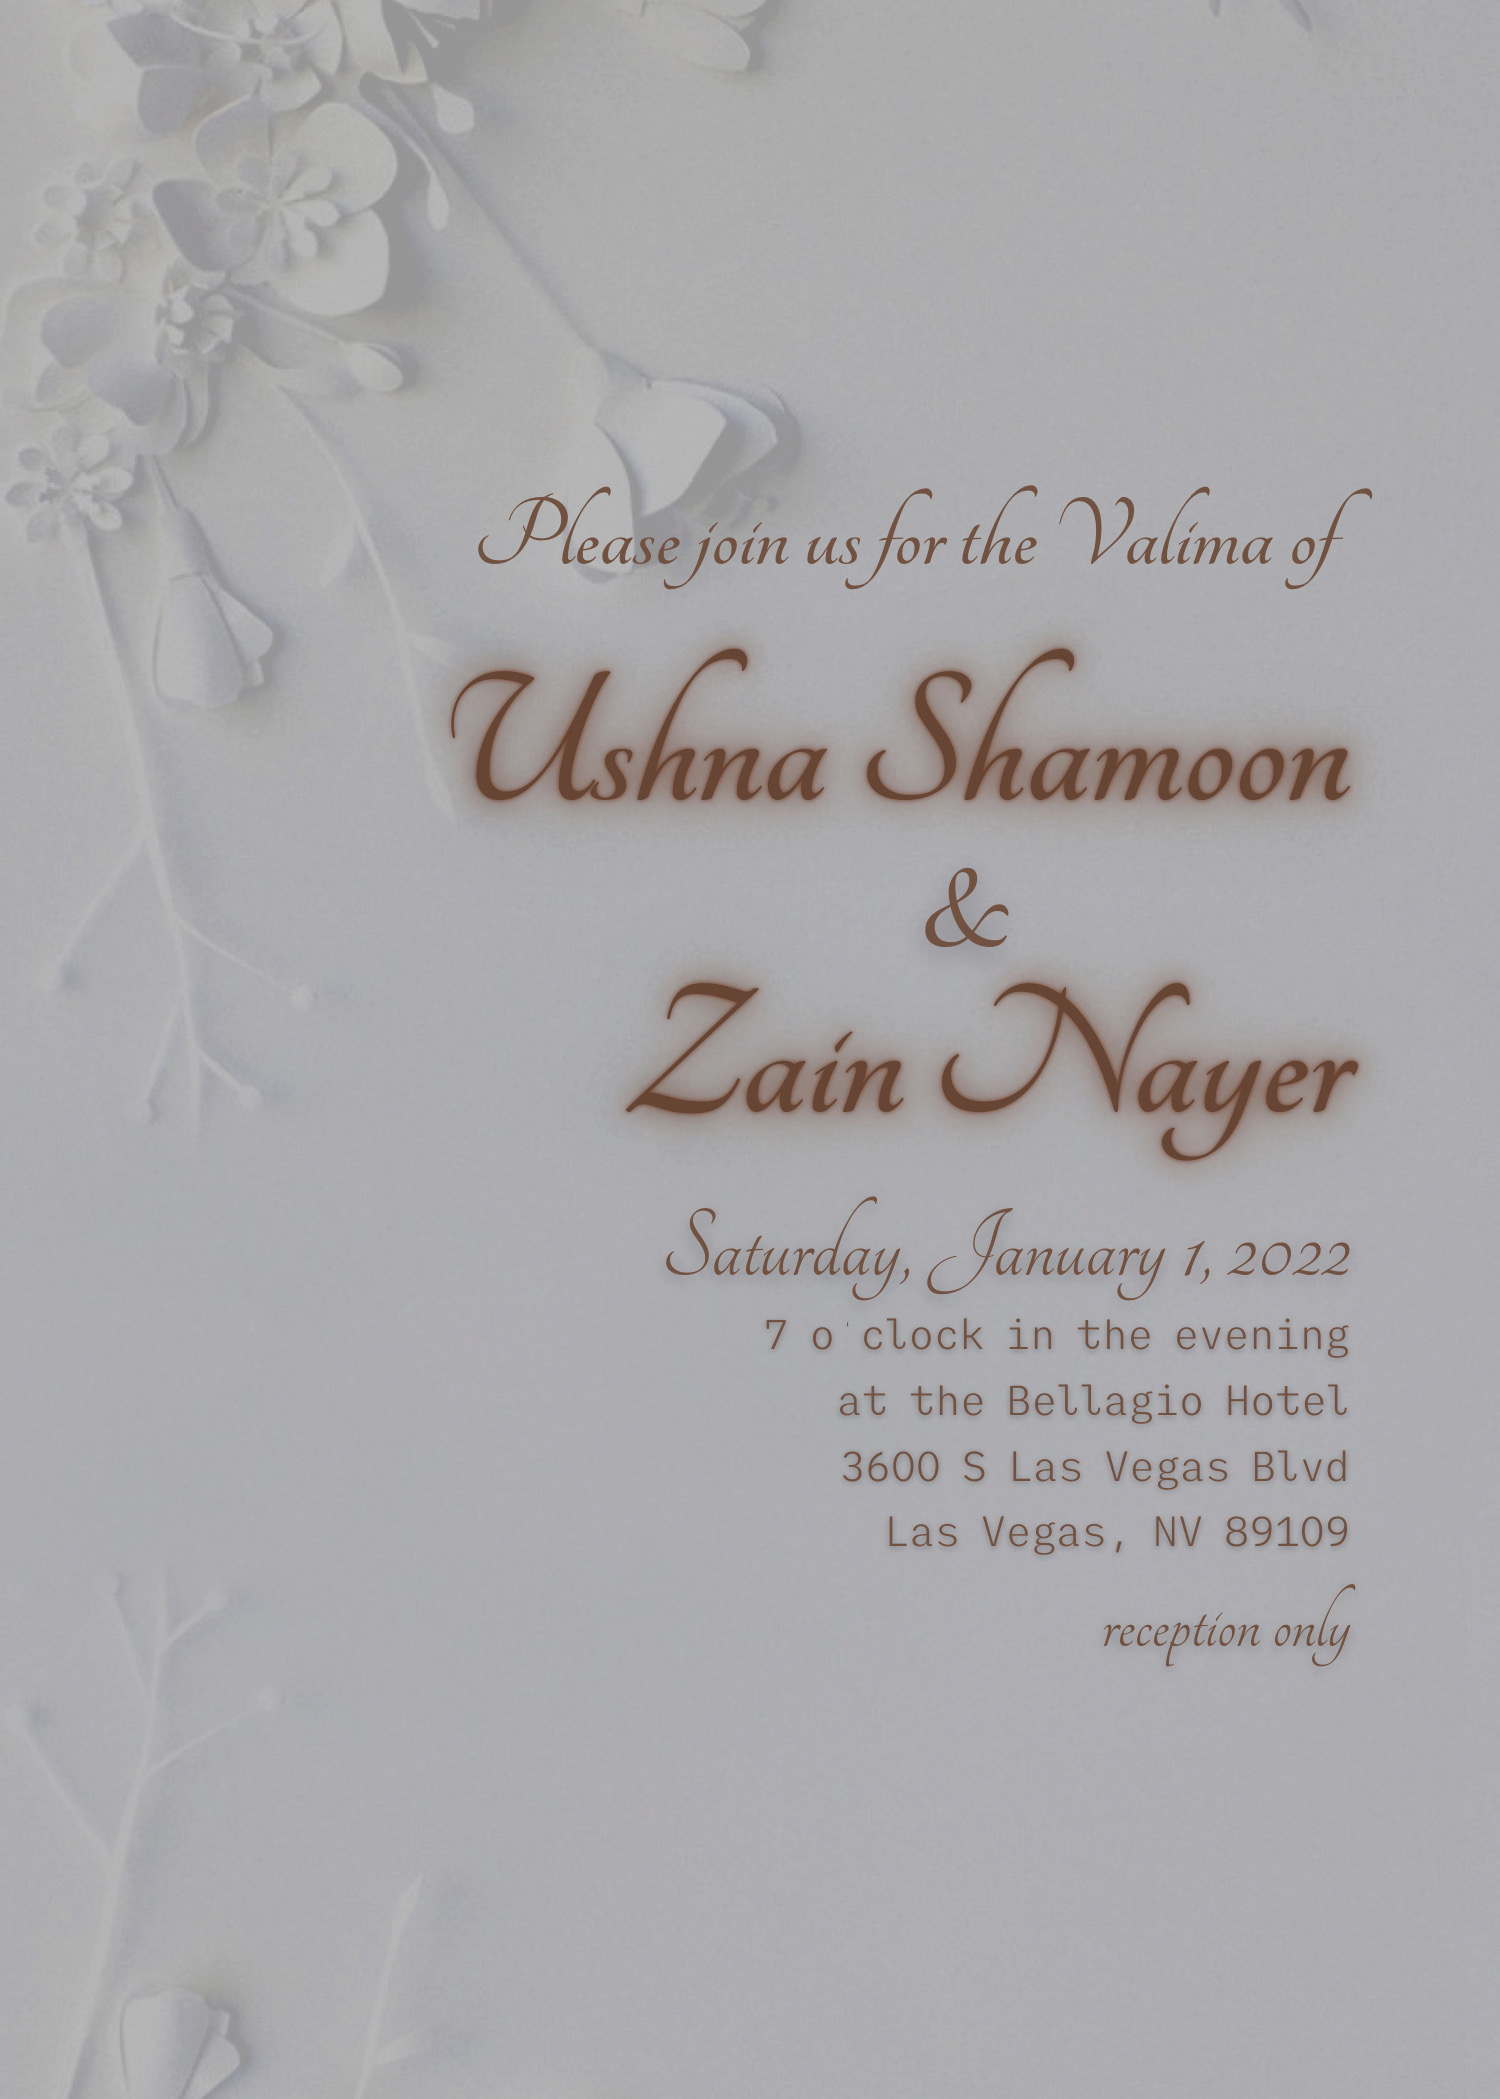 Please join us for the Valima of
Ushna Shamoon
&
Zain Nayer
Saturday, January 1, 2022
7 o'clock in the evening
at the Bellagio Hotel
3600 S Las Vegas Blvd
Las Vegas, NV 89109
reception only